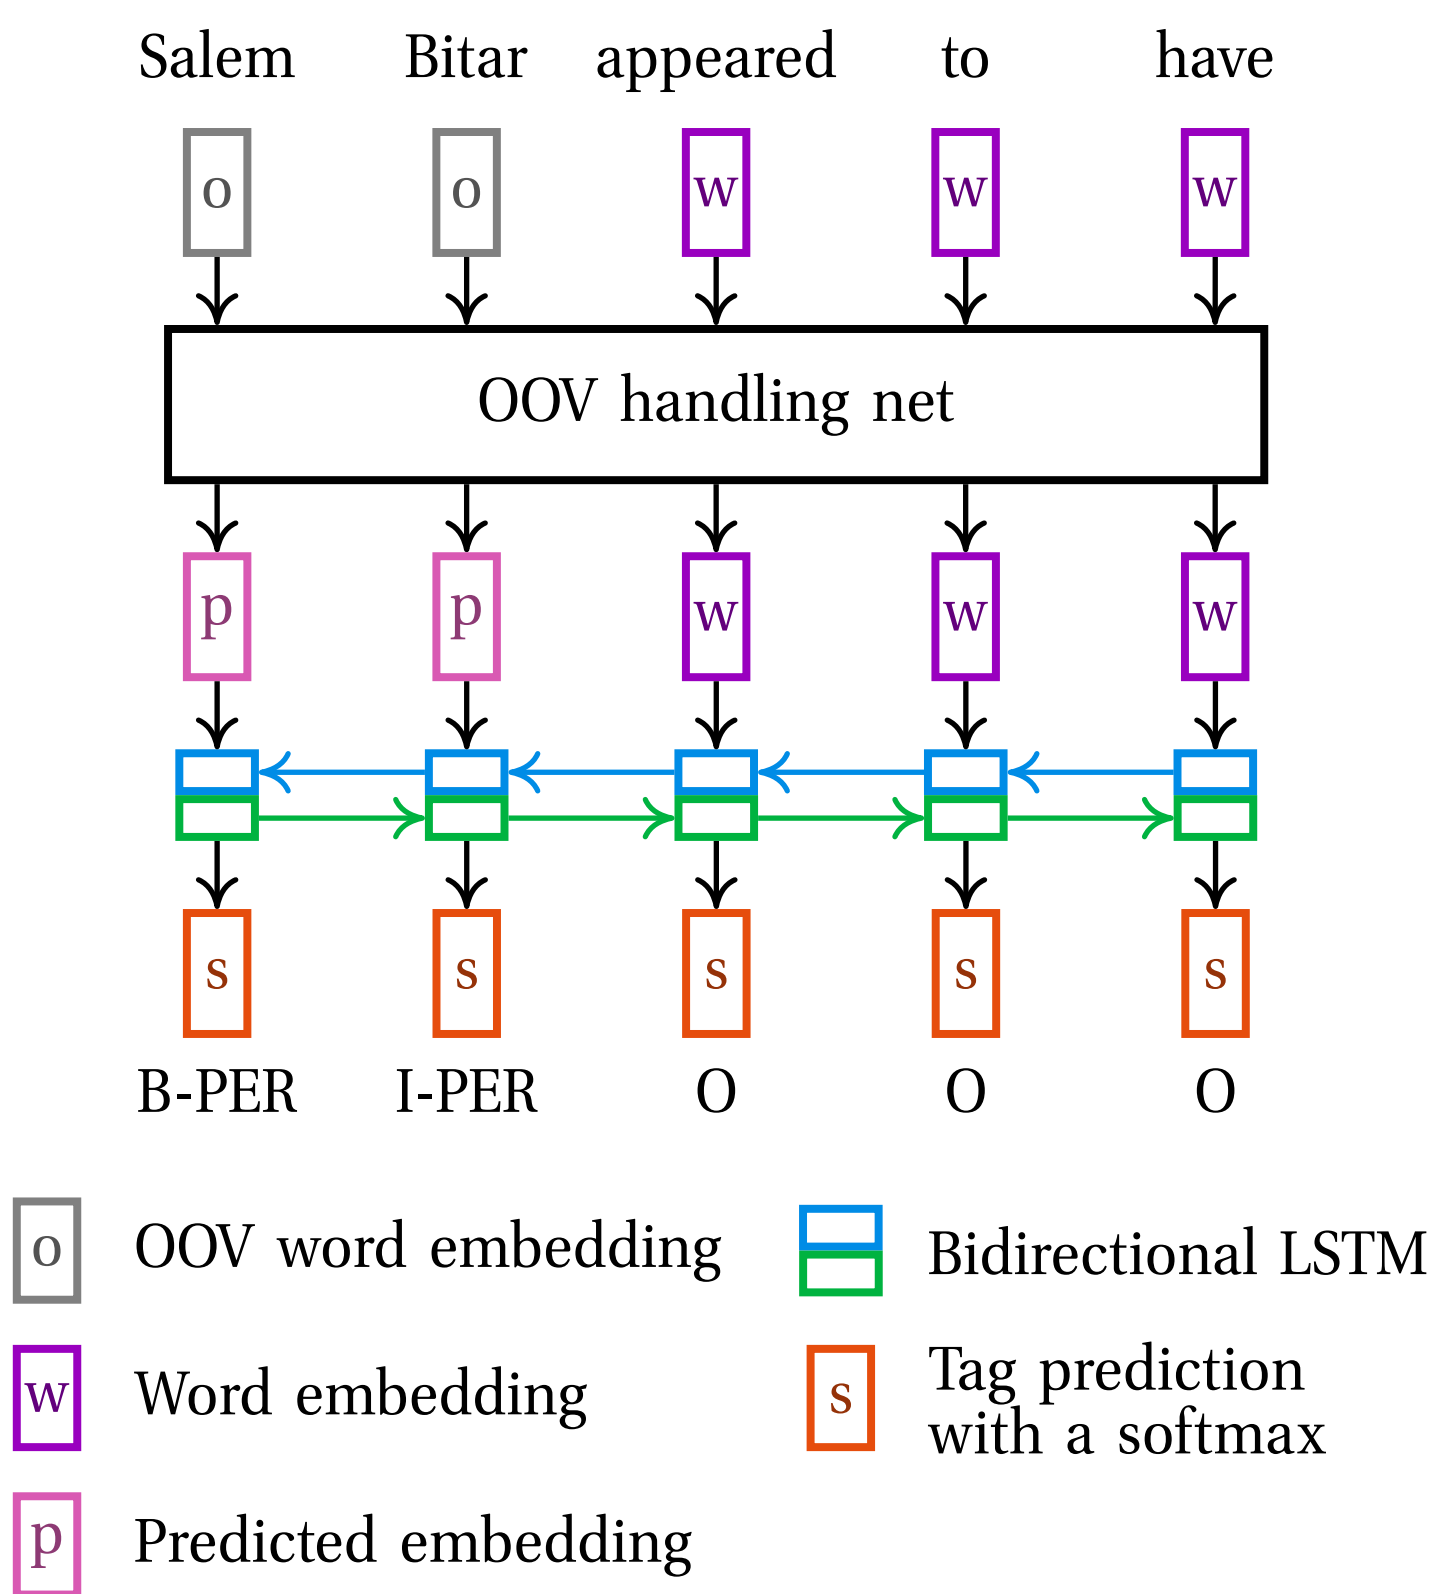 Salem Bitar appeared to have
o o w w w
OOV handling net
p p w w w
s s s s s
B-PER I-PER O O O
o OOV word embedding
w Word embedding
p Predicted embedding
Bidirectional LSTM
s Tag prediction
with a softmax